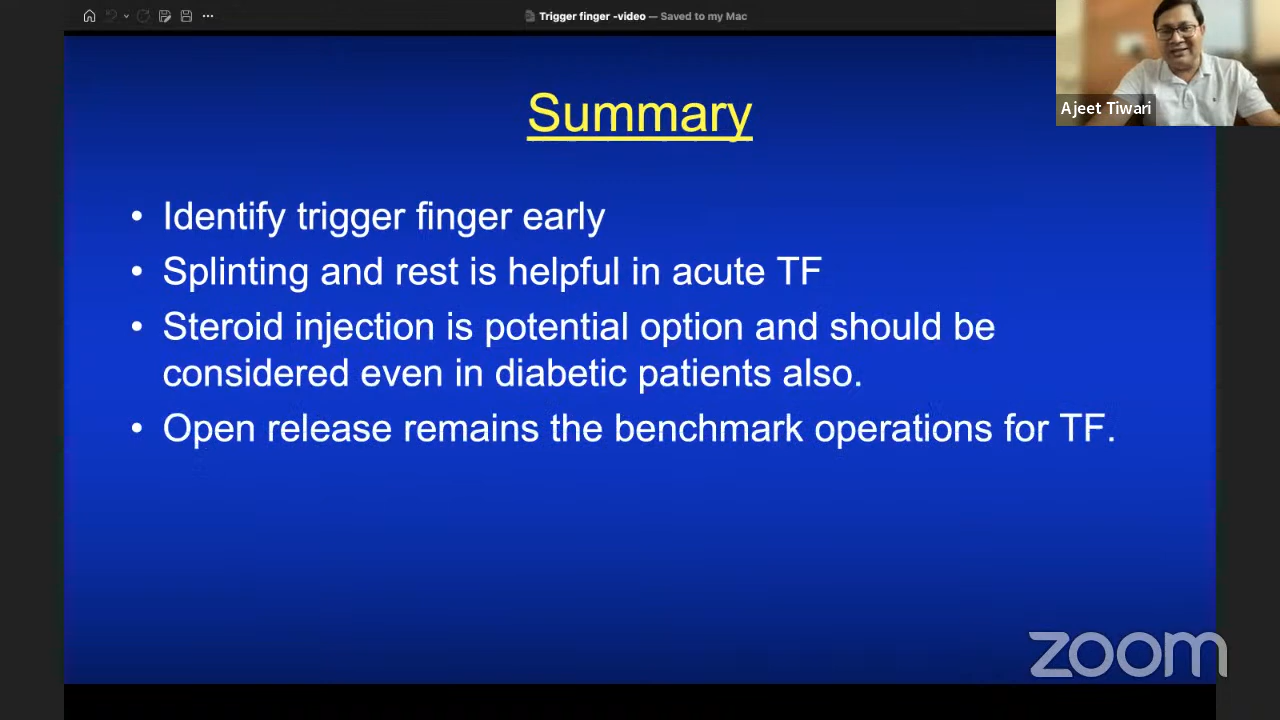 Trigger finger -video — Saved to my Mac
Ajeet Tiwari
Summary
• Identify trigger finger early
• Splinting and rest is helpful in acute TF
• Steroid injection is potential option and should be
considered even in diabetic patients also.
• Open release remains the benchmark operations for TF.
zoom